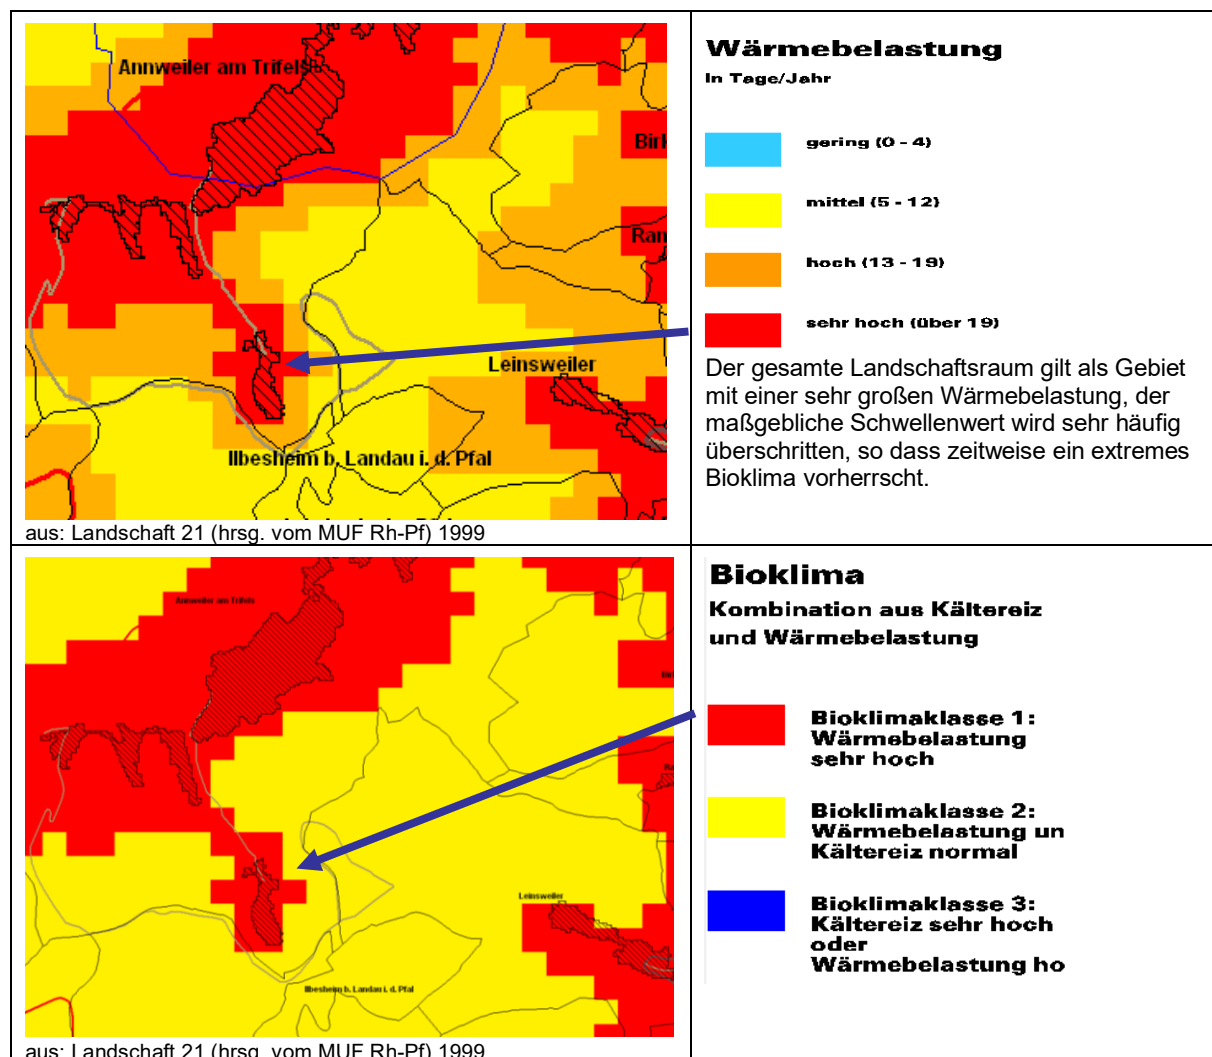 Annweiler am Trifels
Birk
Ran
Leinsweiler
Ilbesheim b. Landau i. d. Pfal
aus: Landschaft 21 (hrsg. vom MUF Rh-Pf) 1999
Wärmebelastung
In Tage/Jahr
gering (0 - 4)
mittel (5 - 12)
hoch (13 - 19)
sehr hoch (über 19)
Der gesamte Landschaftsraum gilt als Gebiet
mit einer sehr großen Wärmebelastung, der
maßgebliche Schwellenwert wird sehr häufig
überschritten, so dass zeitweise ein extremes
Bioklima vorherrscht.
Annweiler am Trifels
Leinsweiler
Ilbesheim b. Landau i. d. Pfal
aus: Landschaft 21 (hrsg. vom MUF Rh-Pf) 1999
Bioklima
Kombination aus Kältereiz
und Wärmebelastung
Bioklimaklasse 1:
Wärmebelastung
sehr hoch
Bioklimaklasse 2:
Wärmebelastung un
Kältereiz normal
Bioklimaklasse 3:
Kältereiz sehr hoch
oder
Wärmebelastung ho